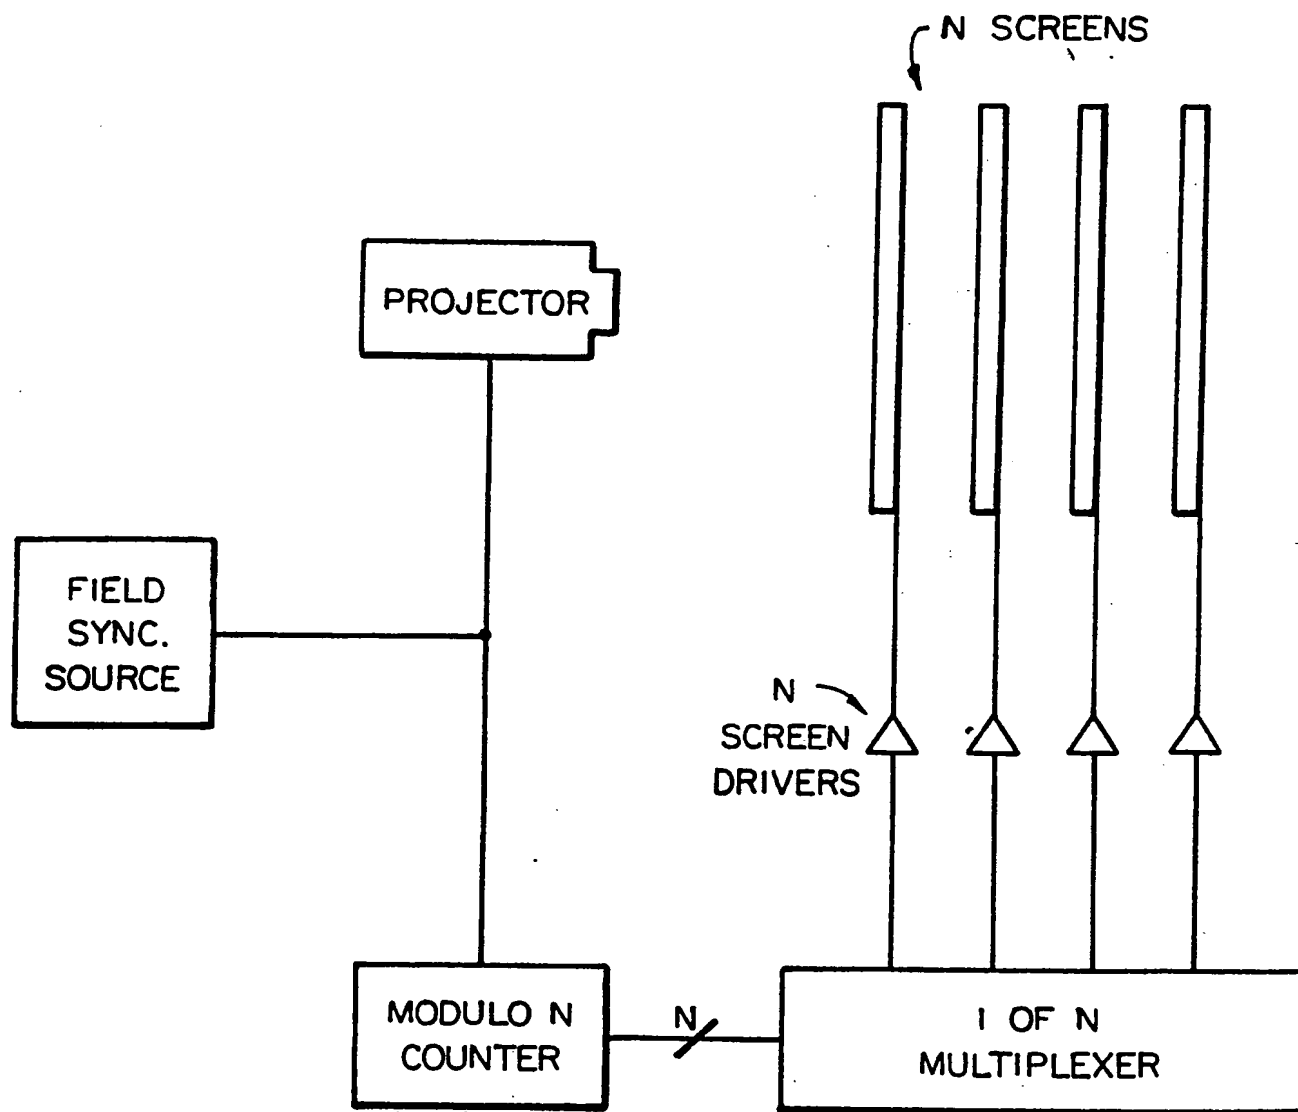 N SCREENS
PROJECTOR
FIELD
SYNC.
SOURCE
N
SCREEN
DRIVERS
MODULO N
COUNTER
N
1 OF N
MULTIPLEXER